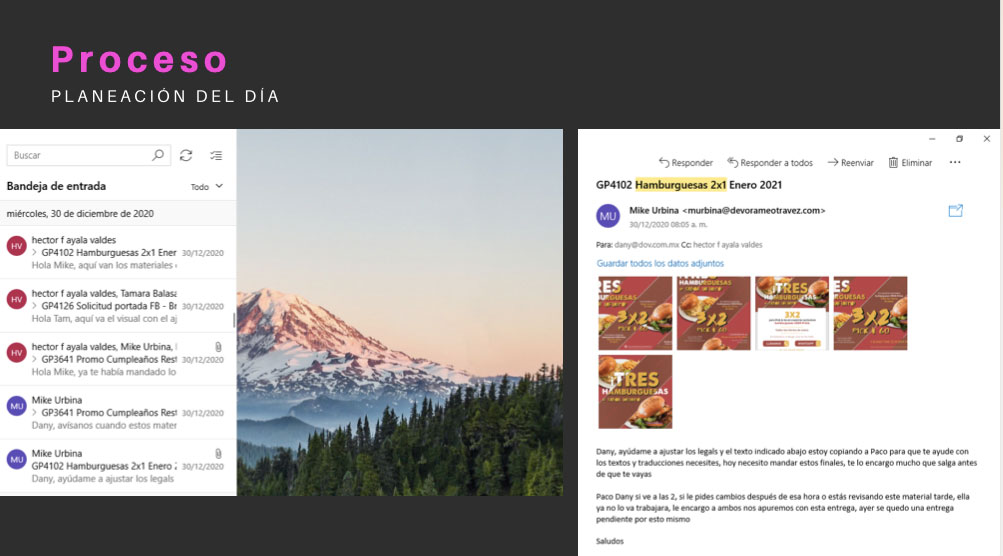 Proceso
PLANEACIÓN DEL DÍA
Buscar
Bandeja de entrada
Todo
miércoles, 30 de diciembre de 2020
HV
hector f ayala valdes
GP4102 Hamburguesas 2x1 Ener 30/12/2020
Hola Mike, aquí van los materiales
HV
hector f ayala valdes, Tamara Balasa
GP4126 Solicitud portada FB - Br 30/12/2020
Hola Tam, aquí va el visual con el aj
HV
hector f ayala valdes, Mike Urbina,
GP3641 Promo Cumpleaños Rest 30/12/2020
Hola Mike, ya te había mandado lo
MU
Mike Urbina
GP3641 Promo Cumpleaños Rest 30/12/2020
Dany, avísanos cuando estos mater
MU
Mike Urbina
GP4102 Hamburguesas 2x1 Enero 2 30/12/2020
Dany, ayúdame a ajustar los legals
Responder Responder a todos Reenviar Eliminar ...
GP4102 Hamburguesas 2x1 Enero 2021
MU
Mike Urbina <murbina@devorameotravez.com>
30/12/2020 08:05 a. m.
Para: dany@dov.com.mx Cc: hector f ayala valdes
Guardar todos los datos adjuntos
TRES
HAMBURGUESAS
3X2
TRES
HAMBURGUESAS
3X2
PICK & GO
TRES
HAMBURGUESAS
3X2
TRES
HAMBURGUESAS
3X2
PICK & GO
¡TRES
HAMBURGUESAS
Dany, ayúdame a ajustar los legals y el texto indicado abajo estoy copiando a Paco para que te ayude con
los textos y traducciones necesites, hoy necesito mandar estos finales, te lo encargo mucho que salga antes
de que te vayas
Paco Dany si ve a las 2, si le pides cambios después de esa hora o estás revisando este material tarde, ella
ya no lo va trabajara, le encargo a ambos nos apuremos con esta entrega, ayer se quedo una entrega
pendiente por esto mismo
Saludos